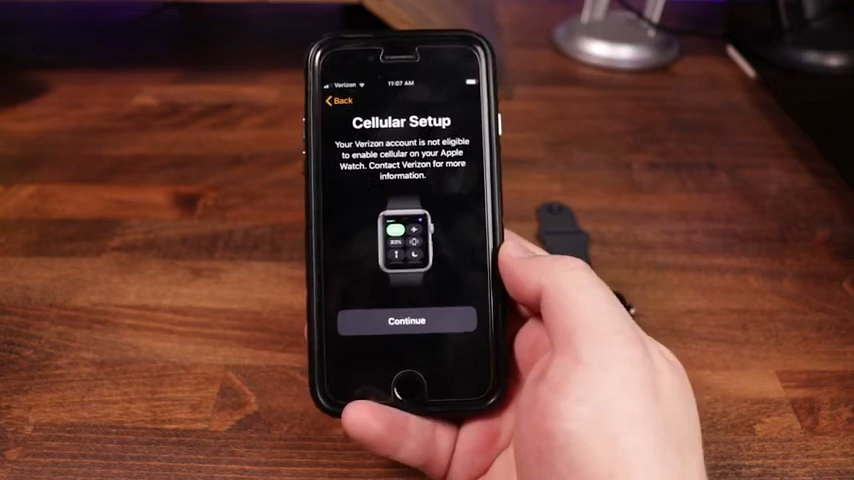 Verizon 11:07 AM
Back
Cellular Setup
Your Verizon account is not eligible
to enable cellular on your Apple
Watch. Contact Verizon for more
information.
Continue